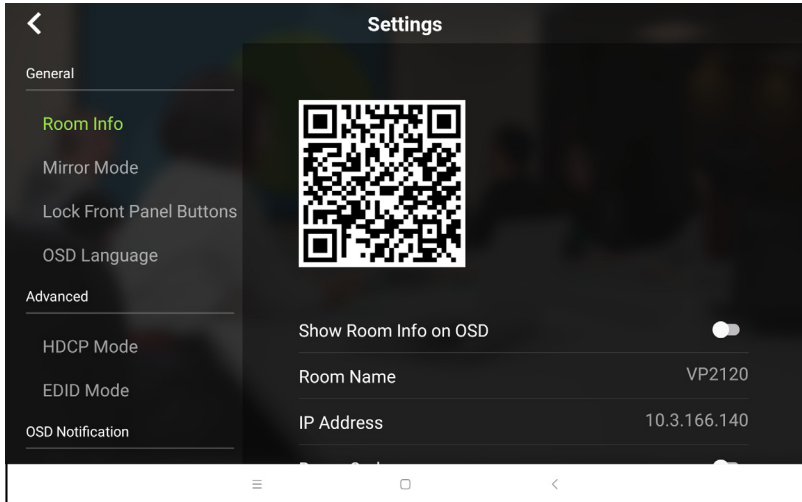 Settings
General
Room Info
Mirror Mode
Lock Front Panel Buttons
OSD Language
Advanced
HDCP Mode
EDID Mode
OSD Notification
Show Room Info on OSD
Room Name VP2120
IP Address 10.3.166.140